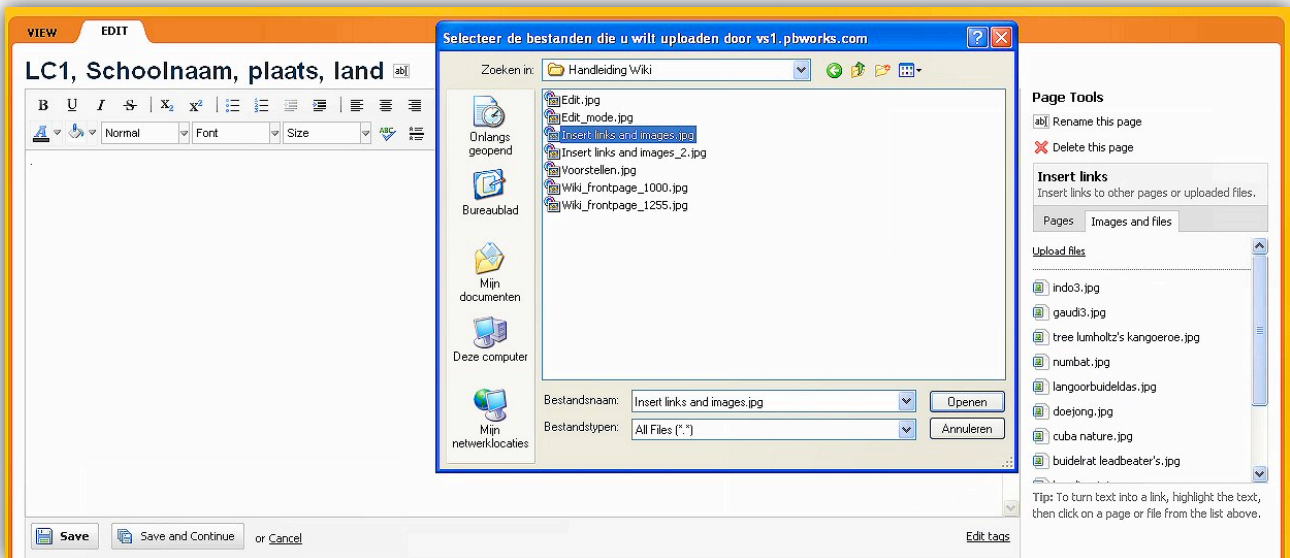 VIEW
EDIT
LC1, Schoolnaam, plaats, land
ab
B U I S X₂ X²
Normal
Font
Size
ABC
.
Selecteer de bestanden die u wilt uploaden door vs1.pbworks.com
Zoeken in:
Handleiding Wiki
Onlangs
geopend
Bureaublad
Mijn
documenten
Deze computer
Mijn
netwerklocaties
Edit.jpg
Edit_mode.jpg
Insert links and images.jpg
Insert links and images_2.jpg
Voorstellen.jpg
Wiki_frontpage_1000.jpg
Wiki_frontpage_1255.jpg
Bestandsnaam:
Insert links and images.jpg
Openen
Bestandstypen:
All Files (*.*)
Annuleren
Page Tools
ab Rename this page
Delete this page
Insert links
Insert links to other pages or uploaded files.
Pages
Images and files
Upload files
indo3.jpg
gaudi3.jpg
tree lumholtz's kangoeroe.jpg
numbat.jpg
langoorbuideldas.jpg
doejong.jpg
cuba nature.jpg
buidelrat leadbeater's.jpg
Tip: To turn text into a link, highlight the text,
then click on a page or file from the list above.
Save
Save and Continue
or Cancel
Edit tags